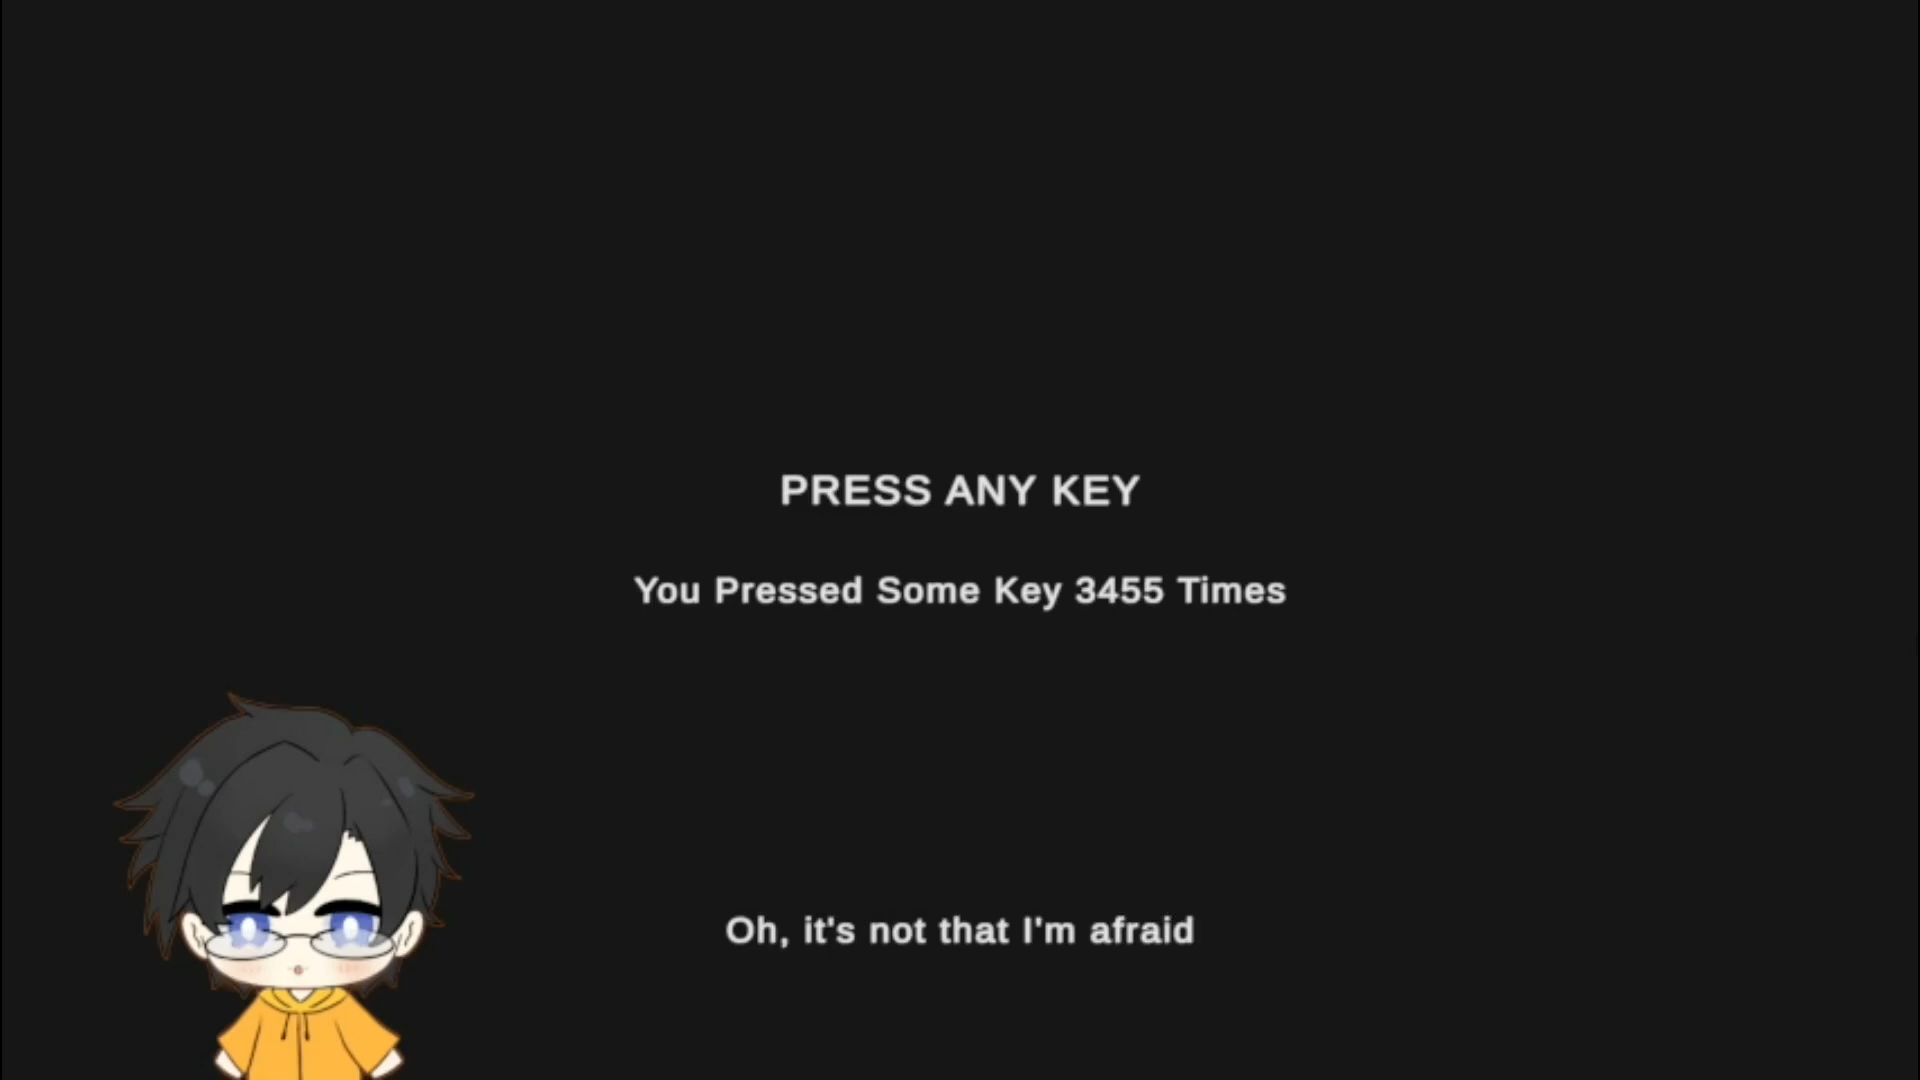 PRESS ANY KEY
You Pressed Some Key 3455 Times
Oh, it's not that I'm afraid